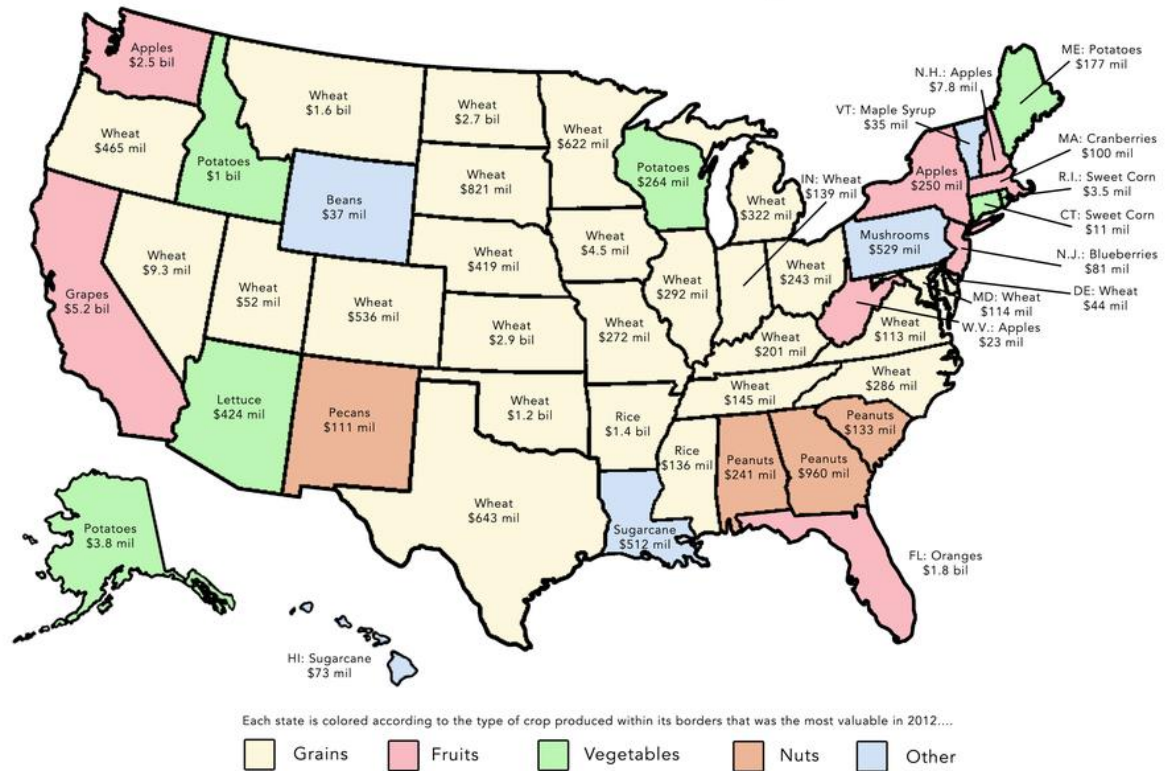 Apples
$2.5 bil
Wheat
$465 mil
Potatoes
$1 bil
Wheat
$1.6 bil
Wheat
$2.7 bil
Wheat
$622 mil
Potatoes
$264 mil
Wheat
$322 mil
IN: Wheat
$139 mil
VT: Maple Syrup
$35 mil
N.H.: Apples
$7.8 mil
ME: Potatoes
$177 mil
MA: Cranberries
$100 mil
R.I.: Sweet Corn
$3.5 mil
CT: Sweet Corn
$11 mil
N.J.: Blueberries
$81 mil
DE: Wheat
$44 mil
MD: Wheat
$114 mil
W.V.: Apples
$23 mil
Apples
$250 mil
Mushrooms
$529 mil
Beans
$37 mil
Wheat
$821 mil
Wheat
$419 mil
Wheat
$4.5 mil
Grapes
$5.2 bil
Wheat
$9.3 mil
Wheat
$52 mil
Wheat
$536 mil
Wheat
$2.9 bil
Wheat
$272 mil
Wheat
$292 mil
Wheat
$243 mil
Wheat
$201 mil
Wheat
$113 mil
Wheat
$286 mil
Wheat
$145 mil
Lettuce
$424 mil
Pecans
$111 mil
Wheat
$1.2 bil
Rice
$1.4 bil
Rice
$136 mil
Peanuts
$241 mil
Peanuts
$960 mil
Peanuts
$133 mil
Wheat
$643 mil
Sugarcane
$512 mil
FL: Oranges
$1.8 bil
Potatoes
$3.8 mil
HI: Sugarcane
$73 mil
Each state is colored according to the type of crop produced within its borders that was the most valuable in 2012....
Grains
Fruits
Vegetables
Nuts
Other